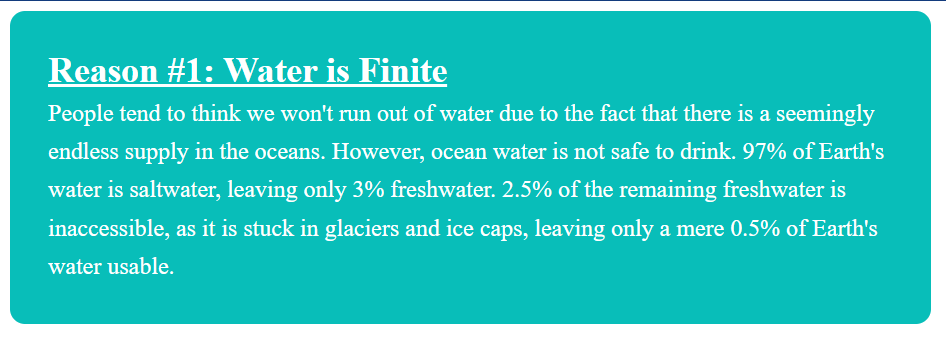 Reason #1: Water is Finite
People tend to think we won't run out of water due to the fact that there is a seemingly
endless supply in the oceans. However, ocean water is not safe to drink. 97% of Earth's
water is saltwater, leaving only 3% freshwater. 2.5% of the remaining freshwater is
inaccessible, as it is stuck in glaciers and ice caps, leaving only a mere 0.5% of Earth's
water usable.